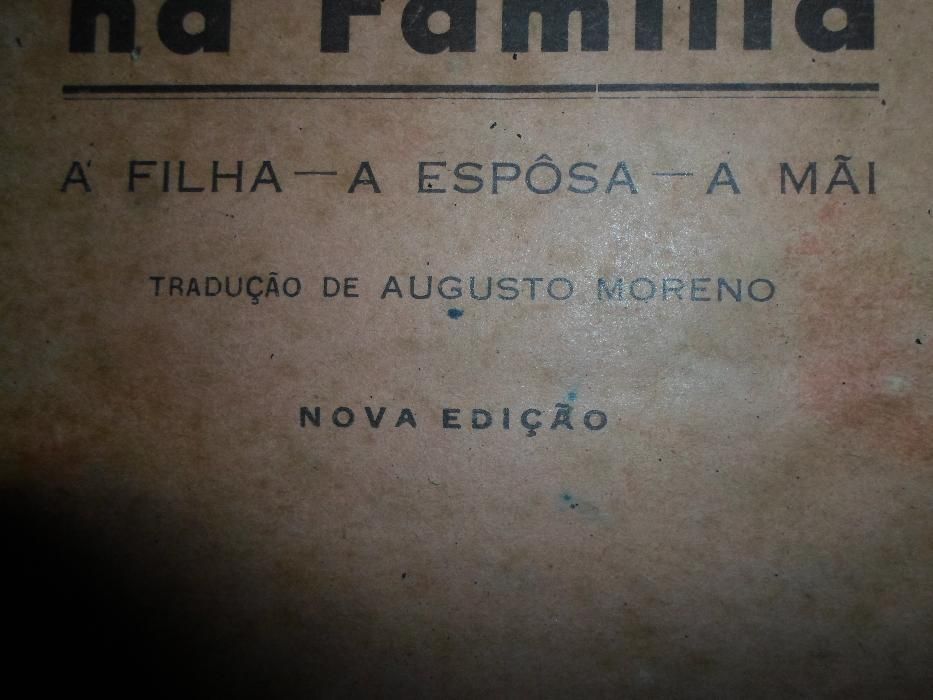 na Família
A FILHA — A ESPÔSA — A MÃI
TRADUÇÃO DE AUGUSTO MORENO
NOVA EDIÇÃO